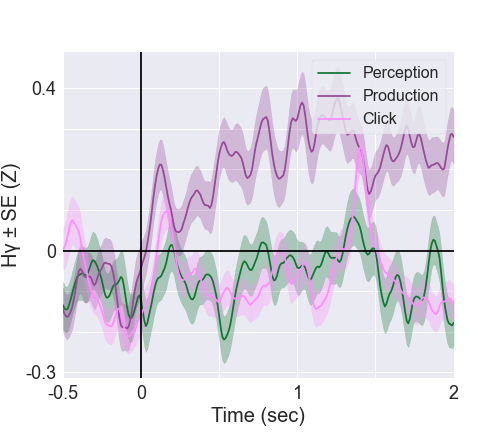 Perception
Production
Click
Hγ ± SE (Z)
0.4
0
-0.3
-0.5
0
1
2
Time (sec)